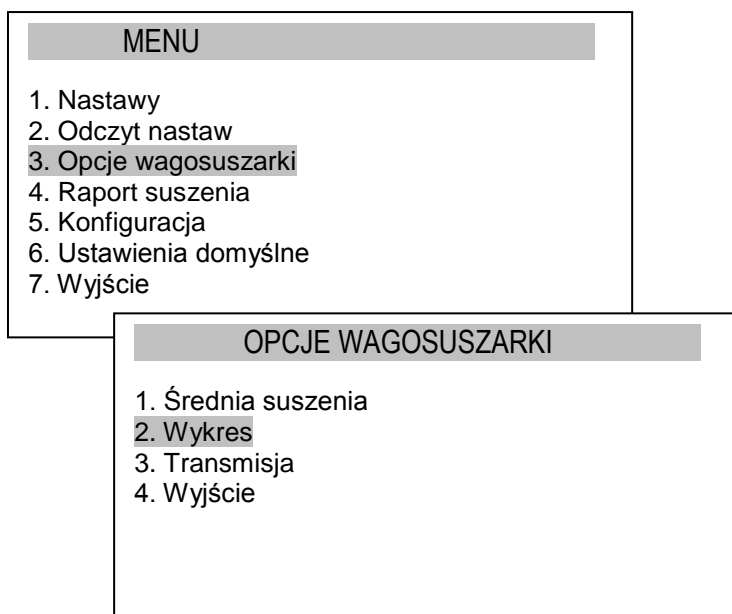 MENU
1. Nastawy
2. Odczyt nastaw
3. Opcje wagosuszarki
4. Raport suszenia
5. Konfiguracja
6. Ustawienia domyślne
7. Wyjście
OPCJE WAGOSUSZARKI
1. Średnia suszenia
2. Wykres
3. Transmisja
4. Wyjście